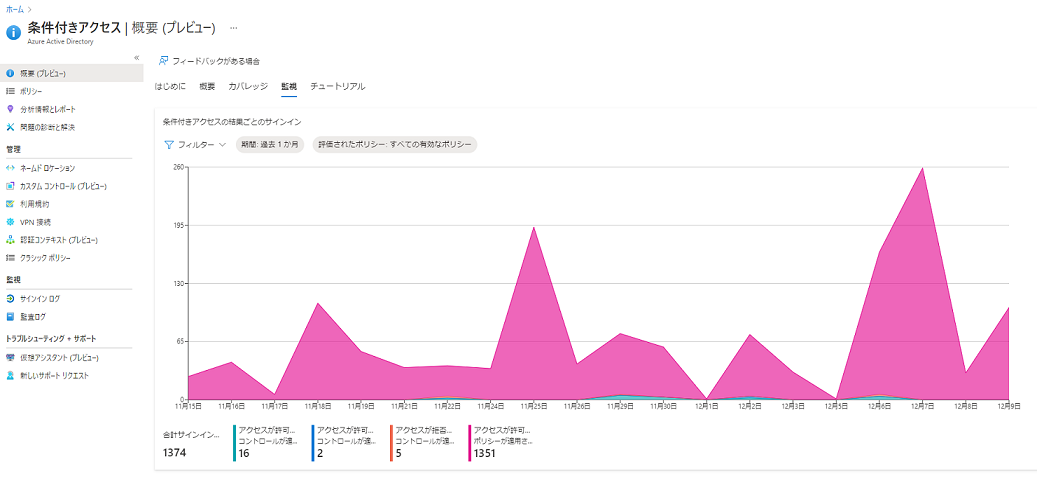 ホーム >
条件付きアクセス | 概要 (プレビュー) ...
Azure Active Directory
«
概要 (プレビュー)
ポリシー
分析情報とレポート
問題の診断と解決
管理
ネームド ロケーション
カスタム コントロール (プレビュー)
利用規約
VPN 接続
認証コンテキスト (プレビュー)
クラシック ポリシー
監視
サインイン ログ
監査ログ
トラブルシューティング + サポート
仮想アシスタント (プレビュー)
新しいサポート リクエスト
フィードバックがある場合
はじめに 概要 カバレッジ 監視 チュートリアル
条件付きアクセスの結果ごとのサインイン
フィルター 期間: 過去 1 か月 評価されたポリシー: すべての有効なポリシー
260
195
130
65
0
11月15日 11月16日 11月17日 11月18日 11月19日 11月21日 11月22日 11月24日 11月25日 11月26日 11月29日 11月30日 12月1日 12月2日 12月3日 12月5日 12月6日 12月7日 12月8日 12月9日
合計サインイン...
1374
アクセスが許可...
コントロールが適...
16
アクセスが許可...
コントロールが適...
2
アクセスが拒否...
コントロールが適...
5
アクセスが許可...
ポリシーが適用さ...
1351